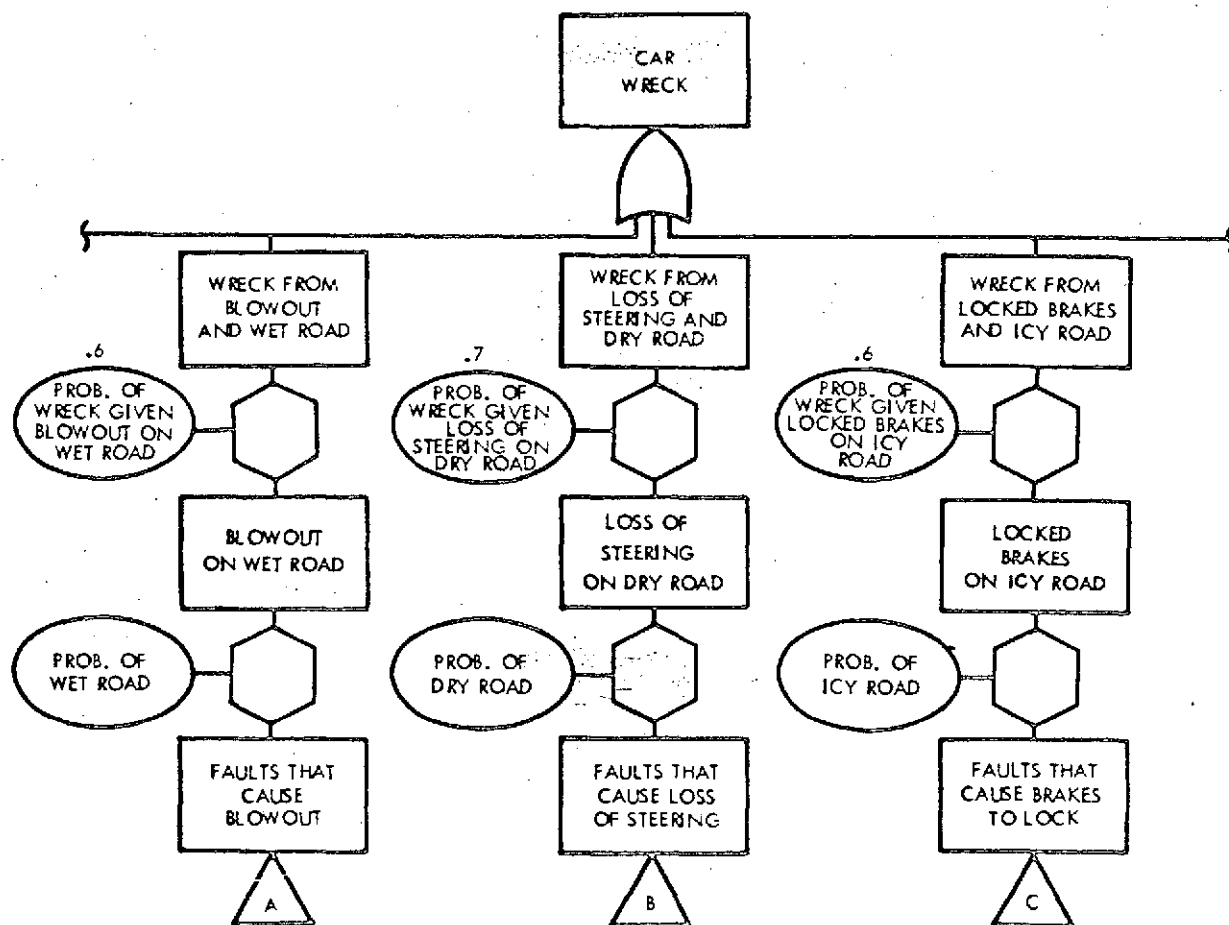 CAR
WRECK
WRECK FROM
BLOWOUT
AND WET ROAD
WRECK FROM
LOSS OF
STEERING AND
DRY ROAD
WRECK FROM
LOCKED BRAKES
AND ICY ROAD
.6
PROB. OF
WRECK GIVEN
BLOWOUT ON
WET ROAD
.7
PROB. OF
WRECK GIVEN
LOSS OF
STEERING ON
DRY ROAD
.6
PROB. OF
WRECK GIVEN
LOCKED BRAKES
ON ICY
ROAD
BLOWOUT
ON WET ROAD
LOSS OF
STEERING
ON DRY ROAD
LOCKED
BRAKES
ON ICY ROAD
PROB. OF
WET ROAD
PROB. OF
DRY ROAD
PROB. OF
ICY ROAD
FAULTS THAT
CAUSE
BLOWOUT
FAULTS THAT
CAUSE LOSS
OF STEERING
FAULTS THAT
CAUSE BRAKES
TO LOCK
A
B
C